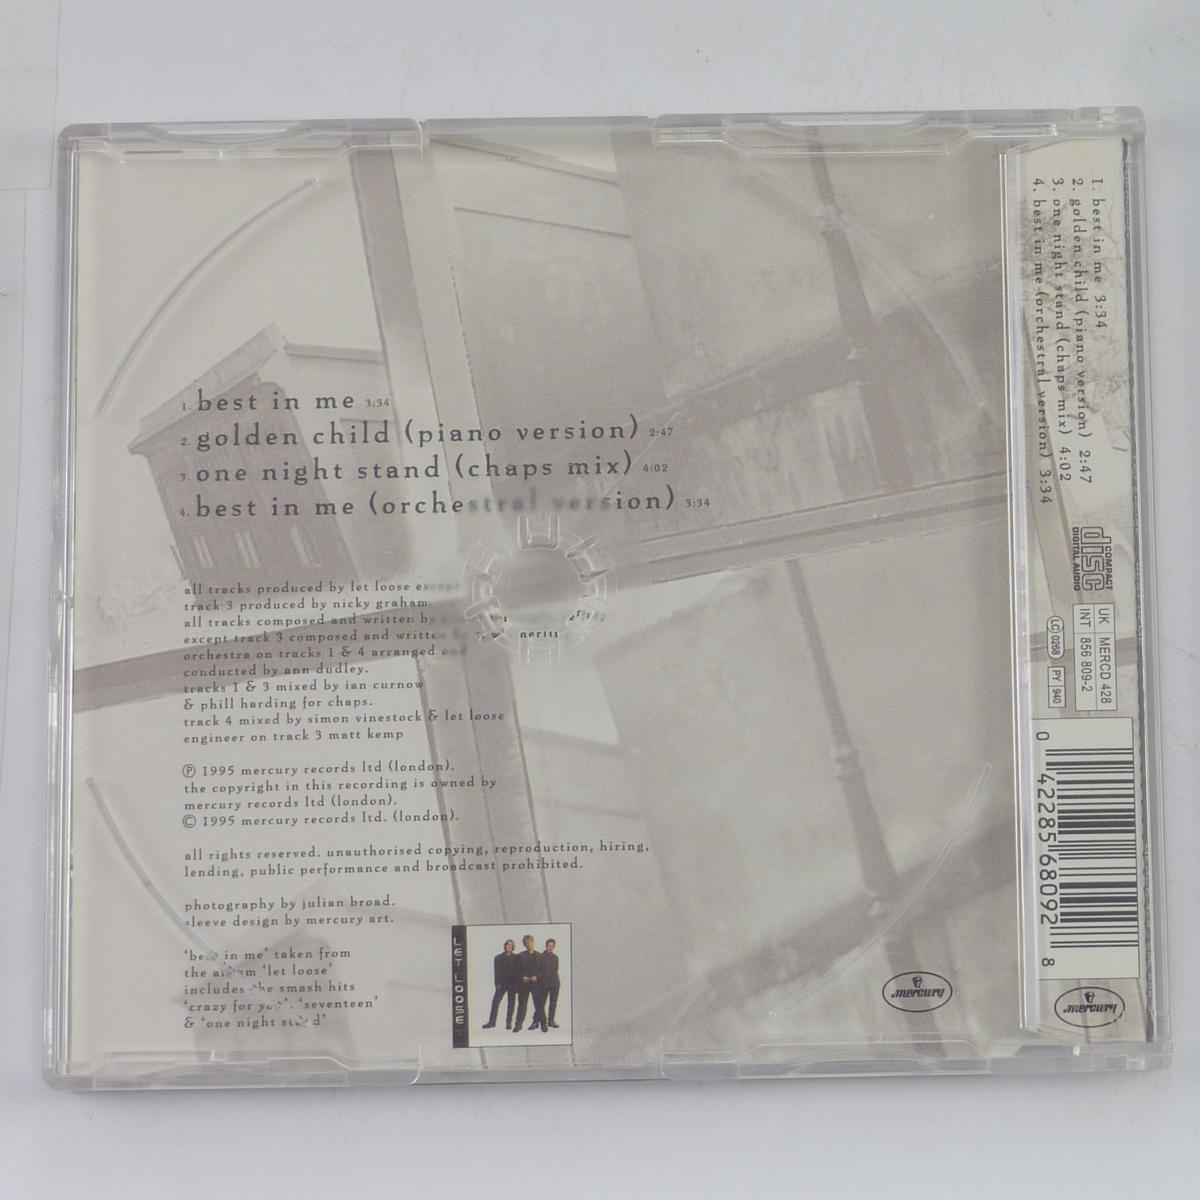 1. best in me 3:34
2. golden child (piano version) 2:47
3. one night stand (chaps mix) 4:02
4. best in me (orchestral version) 3:34
all tracks produced by let loose except
track 3 produced by nicky graham
all tracks composed and written by
except track 3 composed and written
orchestra on tracks 1 & 4 arranged and
conducted by ann dudley.
tracks 1 & 3 mixed by ian curnow
& phill harding for chaps.
track 4 mixed by simon vinestock & let loose
engineer on track 3 matt kemp
℗ 1995 mercury records ltd (london).
the copyright in this recording is owned by
mercury records ltd (london).
© 1995 mercury records ltd. (london).
all rights reserved. unauthorised copying, reproduction, hiring,
lending, public performance and broadcast prohibited.
photography by julian broad.
sleeve design by mercury art.
'best in me' taken from
the album 'let loose'
includes the smash hits
'crazy for you'. 'seventeen'
& 'one night stand'
LET LOOSE
mercury
1. best in me 3:34
2. golden child (piano version) 2:47
3. one night stand (chaps mix) 4:02
4. best in me (orchestral version) 3:34
COMPACT
disc
DIGITAL AUDIO
UK MERCD 428
INT 856 809-2
LC 0268 PY 940
0 42285 68092 8
mercury